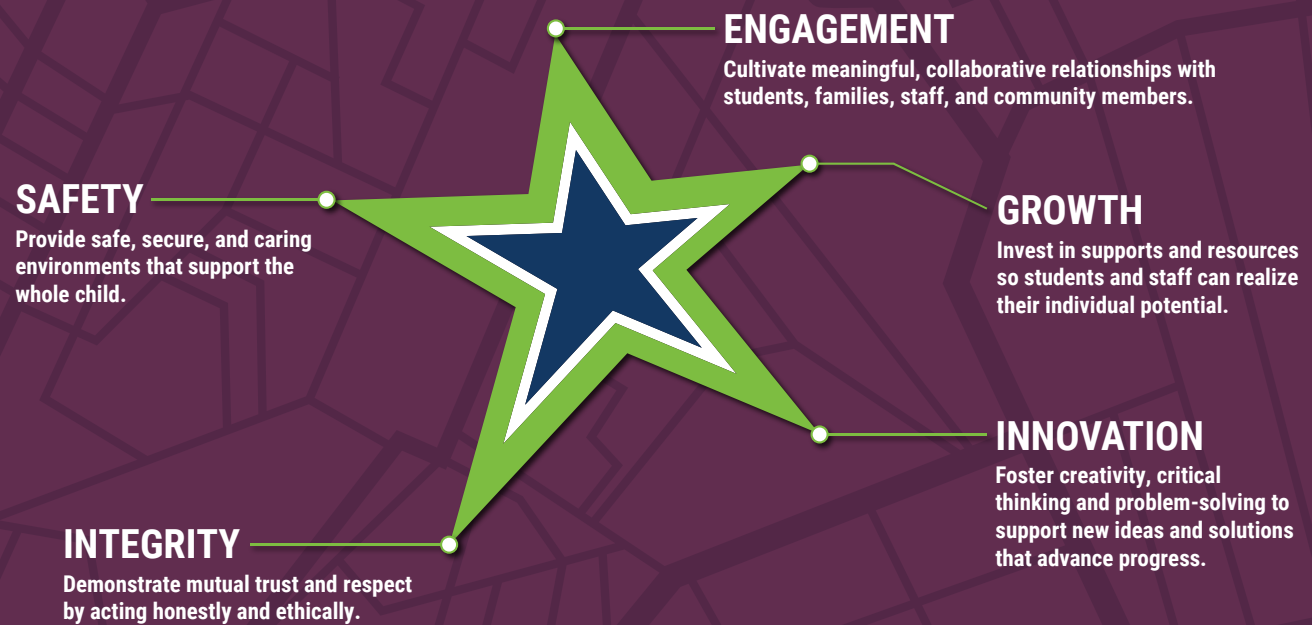 ENGAGEMENT
Cultivate meaningful, collaborative relationships with
students, families, staff, and community members.
SAFETY
Provide safe, secure, and caring
environments that support the
whole child.
GROWTH
Invest in supports and resources
so students and staff can realize
their individual potential.
INNOVATION
Foster creativity, critical
thinking and problem-solving to
support new ideas and solutions
that advance progress.
INTEGRITY
Demonstrate mutual trust and respect
by acting honestly and ethically.